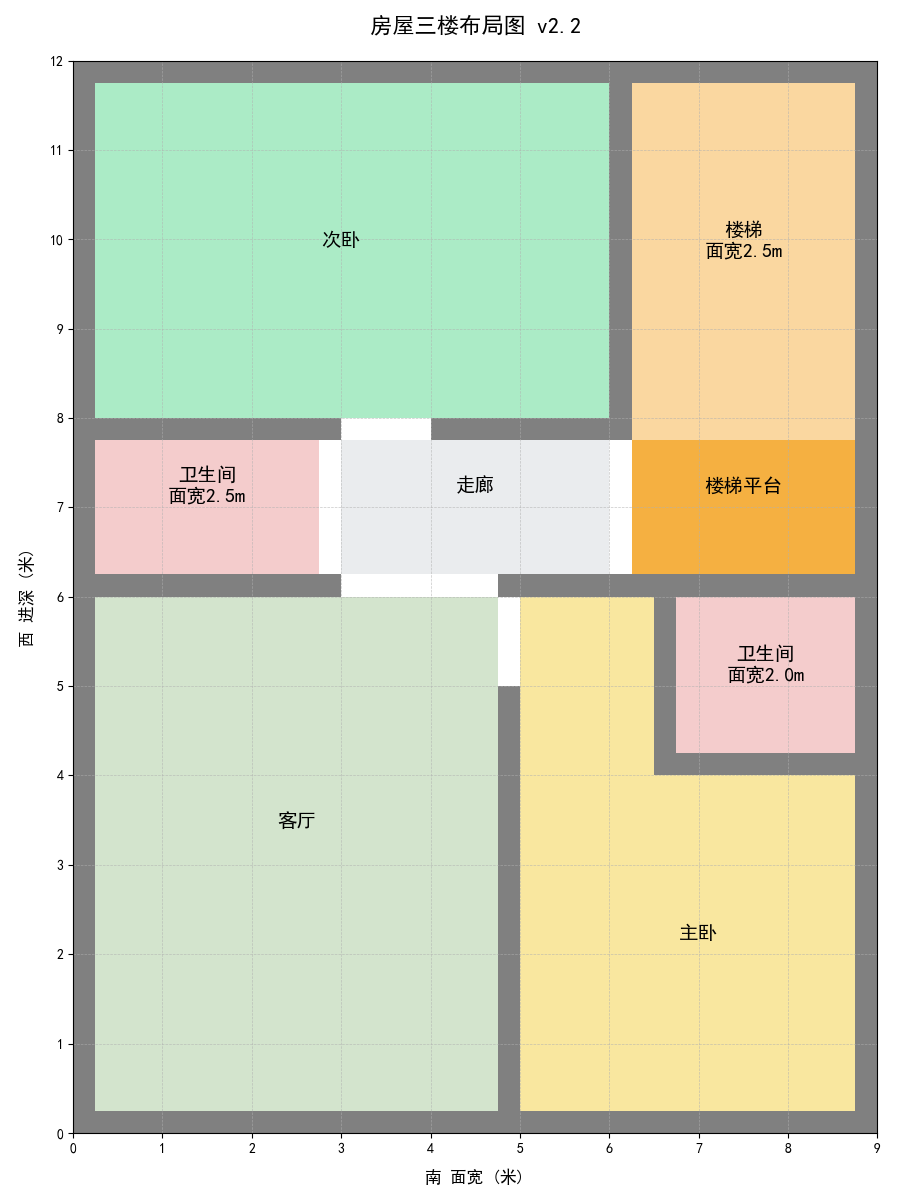 房屋三楼布局图 v2.2
12
11
10
9
8
7
6
5
4
3
2
1
0
西 进深 (米)
次卧
楼梯
面宽2.5m
卫生间
面宽2.5m
走廊
楼梯平台
卫生间
面宽2.0m
客厅
主卧
0 1 2 3 4 5 6 7 8 9
南 面宽 (米)